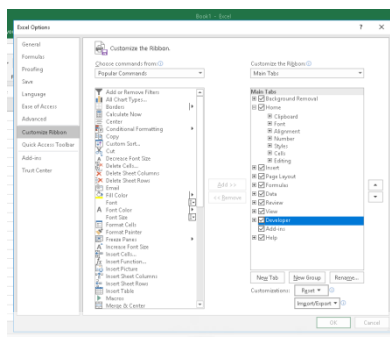 Book1 - Excel
Excel Options
? X
General
Formulas
Proofing
Save
Language
Ease of Access
Advanced
Customize Ribbon
Quick Access Toolbar
Add-ins
Trust Center
Customize the Ribbon.
Choose commands from:
Popular Commands
Add or Remove Filters
All Chart Types...
Borders
Calculate Now
Center
Conditional Formatting
Copy
Custom Sort...
Cut
Decrease Font Size
Delete Cells...
Delete Sheet Columns
Delete Sheet Rows
Email
Fill Color
Font
Font Color
Font Size
Format Cells
Format Painter
Freeze Panes
Increase Font Size
Insert Cells...
Insert Function...
Insert Picture
Insert Sheet Columns
Insert Sheet Rows
Insert Table
Macros
Merge & Center
Add >>
<< Remove
Customize the Ribbon:
Main Tabs
Main Tabs
Background Removal
Home
Clipboard
Font
Alignment
Number
Styles
Cells
Editing
Insert
Page Layout
Formulas
Data
Review
View
Developer
Add-ins
Help
New Tab New Group Rename...
Customizations: Reset
Import/Export
OK Cancel